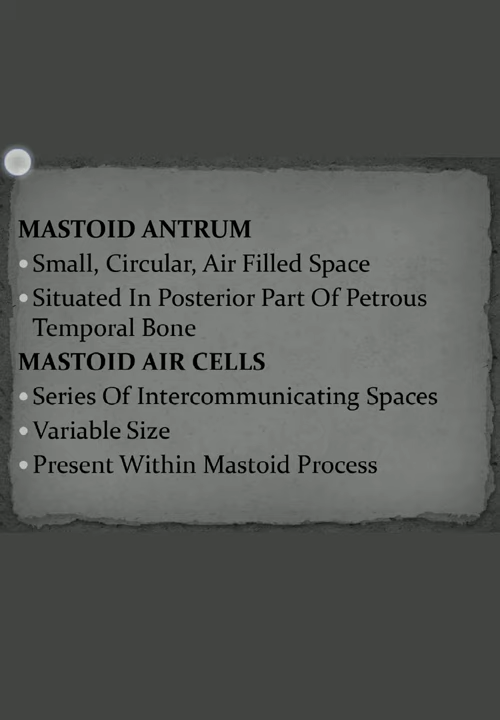 MASTOID ANTRUM
• Small, Circular, Air Filled Space
• Situated In Posterior Part Of Petrous
Temporal Bone
MASTOID AIR CELLS
• Series Of Intercommunicating Spaces
• Variable Size
• Present Within Mastoid Process